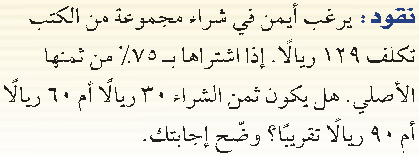 نقود: يرغب أيمن في شراء مجموعة من الكتب
تكلف ١٢٩ ريالًا. إذا اشتراها بـ ٧٥٪ من ثمنها
الأصلي. هل يكون ثمن الشراء ٣٠ ريالًا أم ٦٠ ريالًا
أم ٩٠ ريالًا تقريبًا؟ وضّح إجابتك.